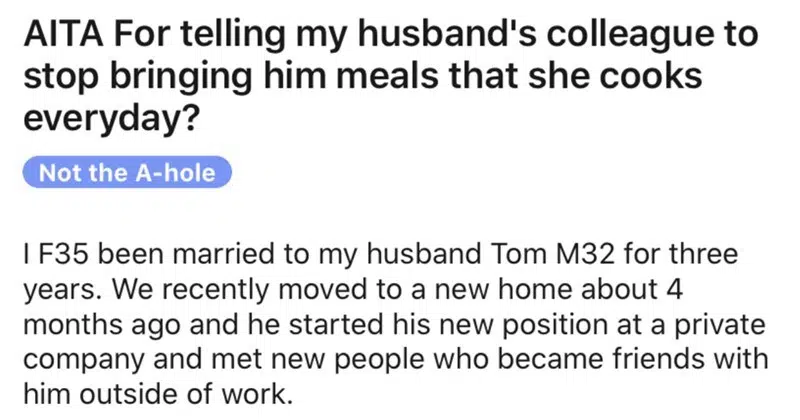 AITA For telling my husband's colleague to
stop bringing him meals that she cooks
everyday?
Not the A-hole
I F35 been married to my husband Tom M32 for three
years. We recently moved to a new home about 4
months ago and he started his new position at a private
company and met new people who became friends with
him outside of work.